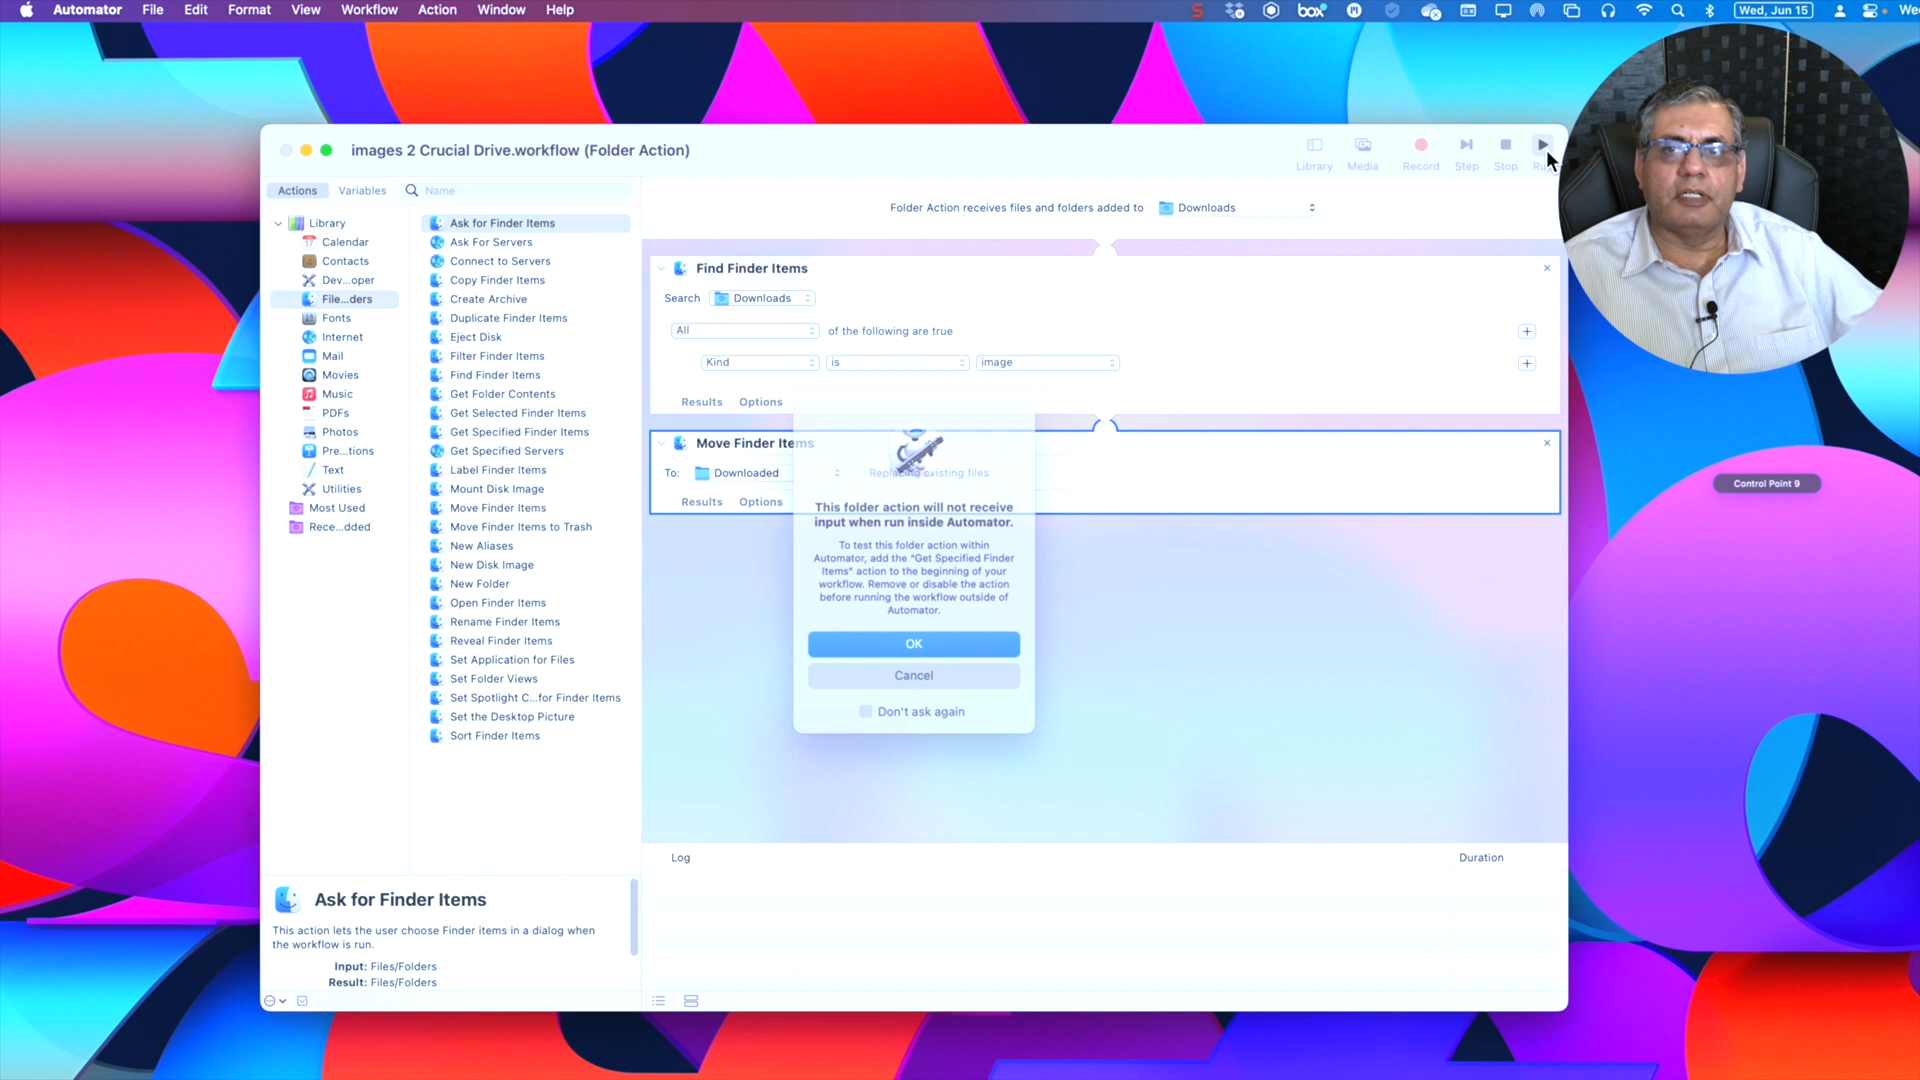 Automator File Edit Format View Workflow Action Window Help
box
Wed, Jun 15
We
images 2 Crucial Drive.workflow (Folder Action)
Library Media Record Step Stop
Actions Variables Name
Folder Action receives files and folders added to Downloads
Library
Calendar
Contacts
Dev...oper
File...ders
Fonts
Internet
Mail
Movies
Music
PDFs
Photos
Pre...tions
Text
Utilities
Most Used
Rece...dded
Ask for Finder Items
Ask For Servers
Connect to Servers
Copy Finder Items
Create Archive
Duplicate Finder Items
Eject Disk
Filter Finder Items
Find Finder Items
Get Folder Contents
Get Selected Finder Items
Get Specified Finder Items
Get Specified Servers
Label Finder Items
Mount Disk Image
Move Finder Items
Move Finder Items to Trash
New Aliases
New Disk Image
New Folder
Open Finder Items
Rename Finder Items
Reveal Finder Items
Set Application for Files
Set Folder Views
Set Spotlight C...for Finder Items
Set the Desktop Picture
Sort Finder Items
Find Finder Items
Search Downloads
All of the following are true
Kind is image
Results Options
Move Finder Items
To: Downloaded Replacing existing files
Results Options
This folder action will not receive
input when run inside Automator.
To test this folder action within
Automator, add the "Get Specified Finder
Items" action to the beginning of your
workflow. Remove or disable the action
before running the workflow outside of
Automator.
OK
Cancel
Don't ask again
Control Point 9
Log Duration
Ask for Finder Items
This action lets the user choose Finder items in a dialog when
the workflow is run.
Input: Files/Folders
Result: Files/Folders